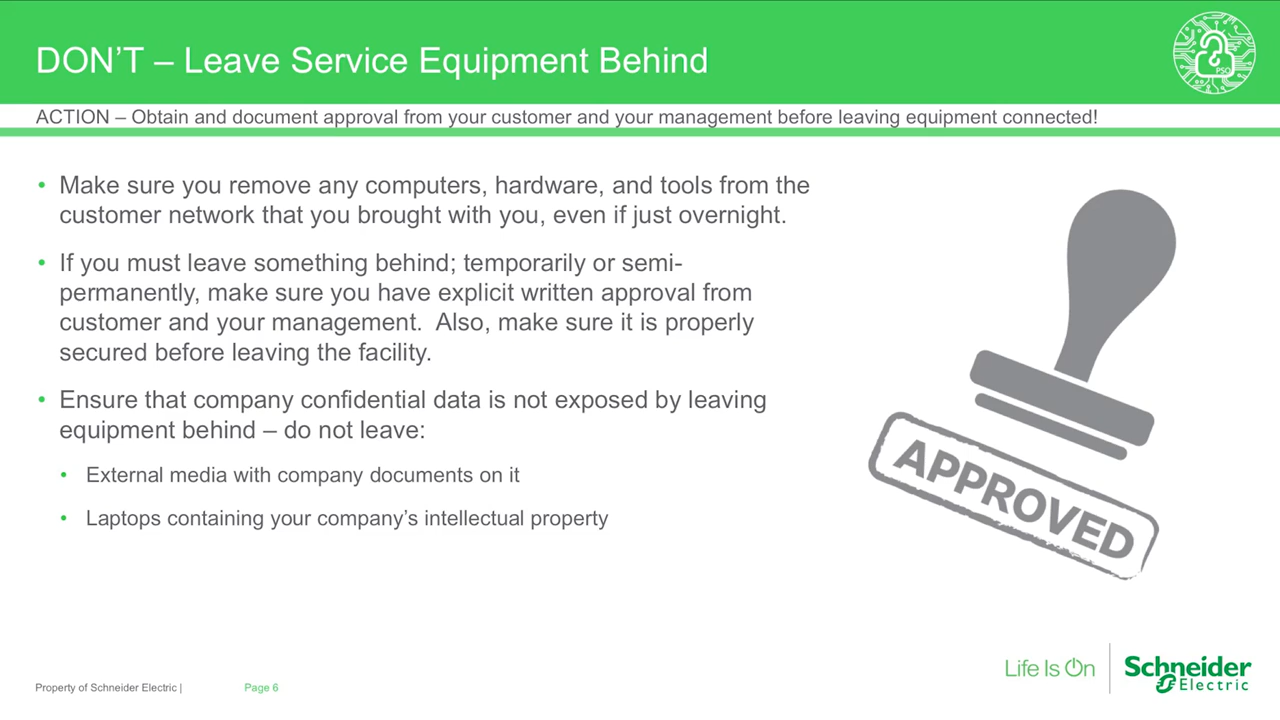 DON’T – Leave Service Equipment Behind
PSO
ACTION – Obtain and document approval from your customer and your management before leaving equipment connected!
• Make sure you remove any computers, hardware, and tools from the
customer network that you brought with you, even if just overnight.
• If you must leave something behind; temporarily or semi-
permanently, make sure you have explicit written approval from
customer and your management.  Also, make sure it is properly
secured before leaving the facility.
• Ensure that company confidential data is not exposed by leaving
equipment behind – do not leave:
• External media with company documents on it
• Laptops containing your company’s intellectual property
APPROVED
Life Is On
Schneider
Electric
Property of Schneider Electric |
Page 6